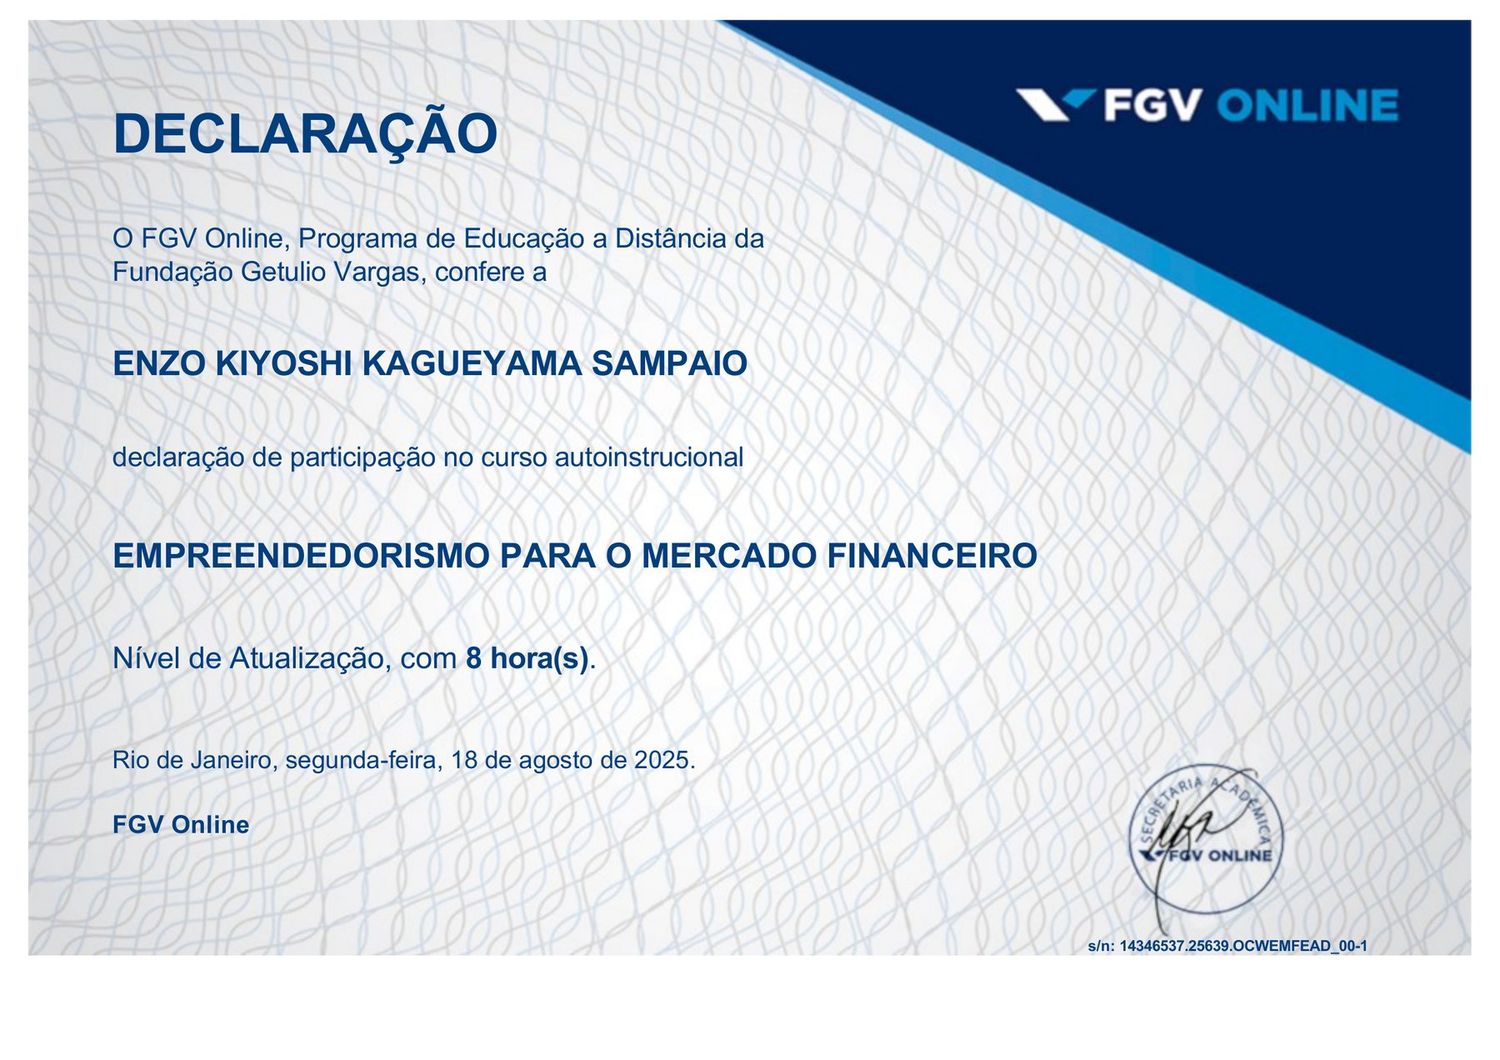 FGV ONLINE
DECLARAÇÃO
O FGV Online, Programa de Educação a Distância da
Fundação Getulio Vargas, confere a
ENZO KIYOSHI KAGUEYAMA SAMPAIO
declaração de participação no curso autoinstrucional
EMPREENDEDORISMO PARA O MERCADO FINANCEIRO
Nível de Atualização, com 8 hora(s).
Rio de Janeiro, segunda-feira, 18 de agosto de 2025.
FGV Online
SECRETARIA ACADÊMICA
FGV ONLINE
s/n: 14346537.25639.OCWEMFEAD_00-1